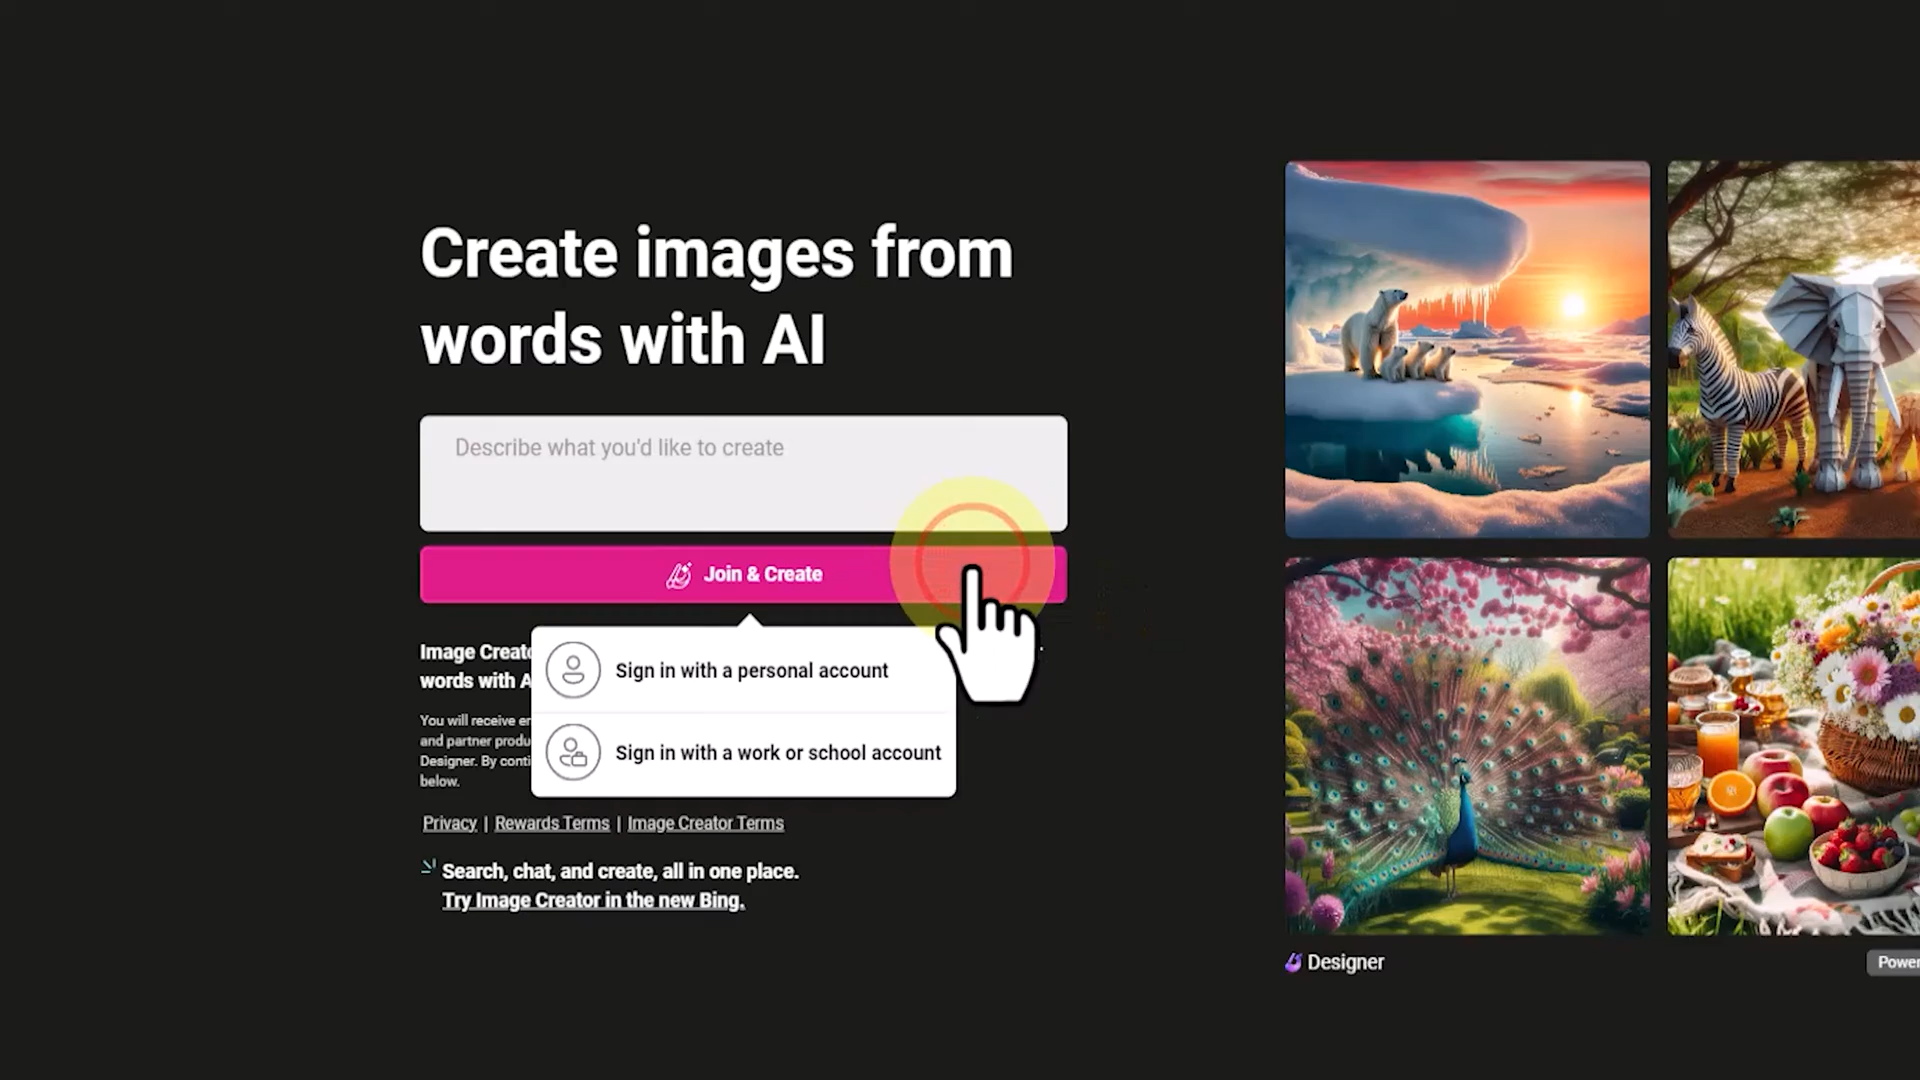 Create images from
words with AI
Describe what you'd like to create
Join & Create
Image Creato
words with A
Sign in with a personal account
You will receive em
and partner produ
Designer. By conti
below.
Sign in with a work or school account
Privacy | Rewards Terms | Image Creator Terms
Search, chat, and create, all in one place.
Try Image Creator in the new Bing.
Designer
Power